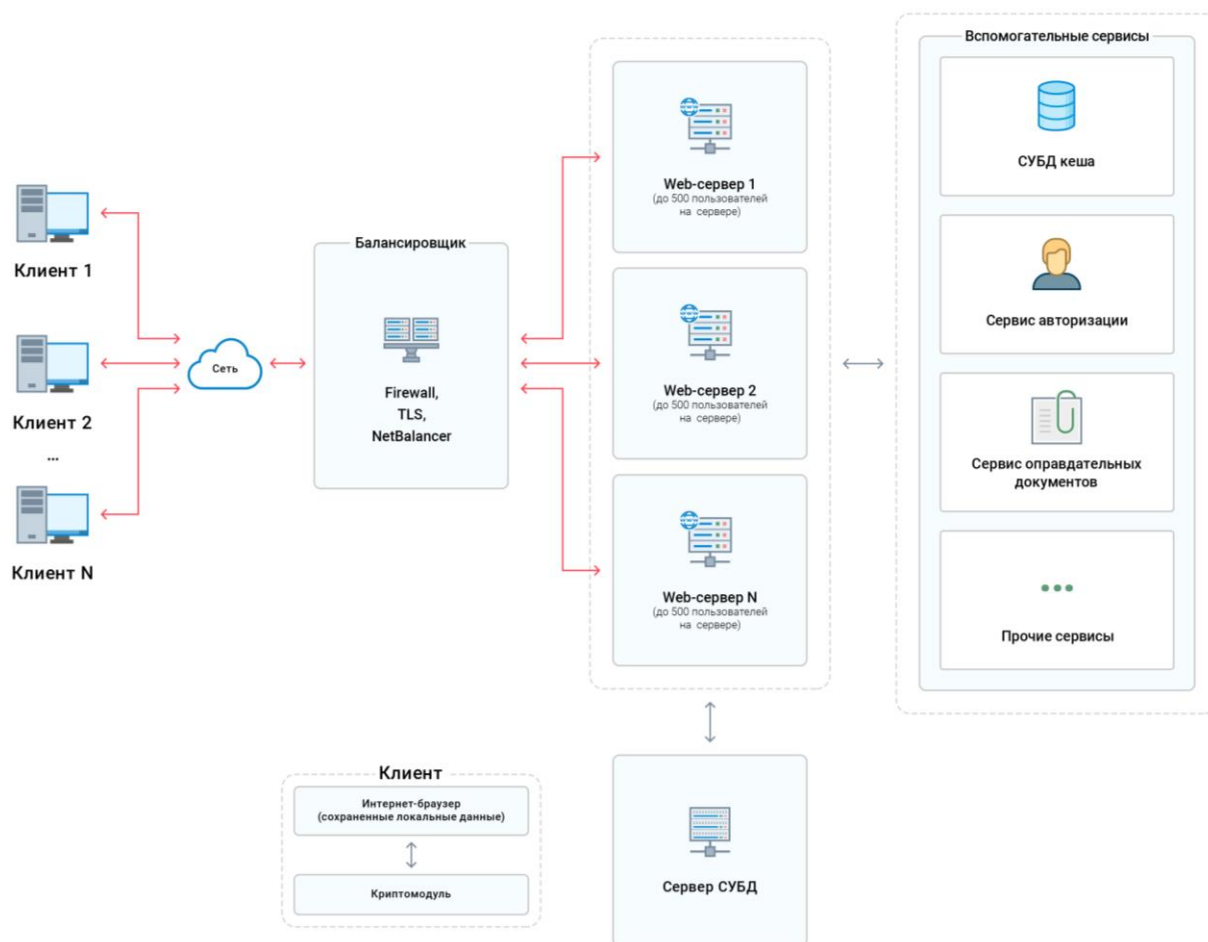 Клиент 1
Клиент 2
...
Клиент N
Сеть
Балансировщик
Firewall,
TLS,
NetBalancer
Web-сервер 1
(до 500 пользователей
на сервере)
Web-сервер 2
(до 500 пользователей
на сервере)
Web-сервер N
(до 500 пользователей
на сервере)
Вспомогательные сервисы
СУБД кеша
Сервис авторизации
Сервис оправдательных
документов
Прочие сервисы
Клиент
Интернет-браузер
(сохраненные локальные данные)
Криптомодуль
Сервер СУБД